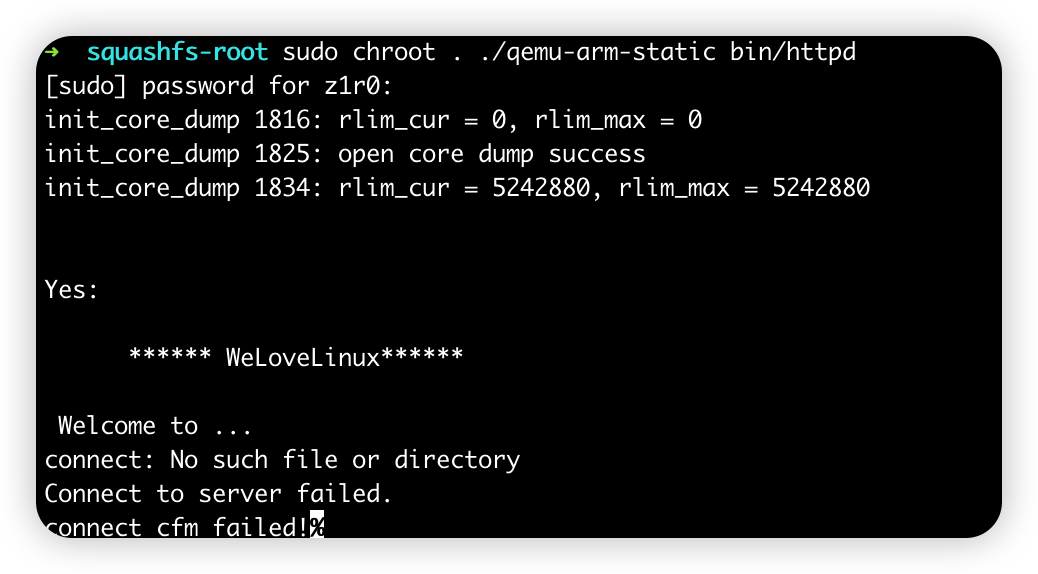 → squashfs-root sudo chroot . ./qemu-arm-static bin/httpd
[sudo] password for z1r0:
init_core_dump 1816: rlim_cur = 0, rlim_max = 0
init_core_dump 1825: open core dump success
init_core_dump 1834: rlim_cur = 5242880, rlim_max = 5242880
Yes:
****** WeLoveLinux******
Welcome to ...
connect: No such file or directory
Connect to server failed.
connect cfm failed!%